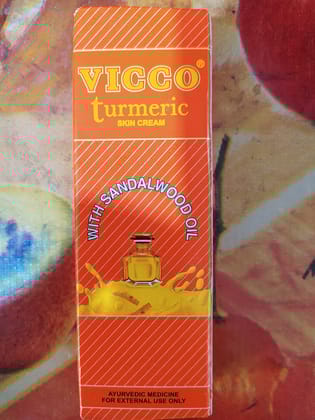 VICCO®
turmeric
SKIN CREAM
WITH SANDALWOOD OIL
AYURVEDIC MEDICINE
FOR EXTERNAL USE ONLY